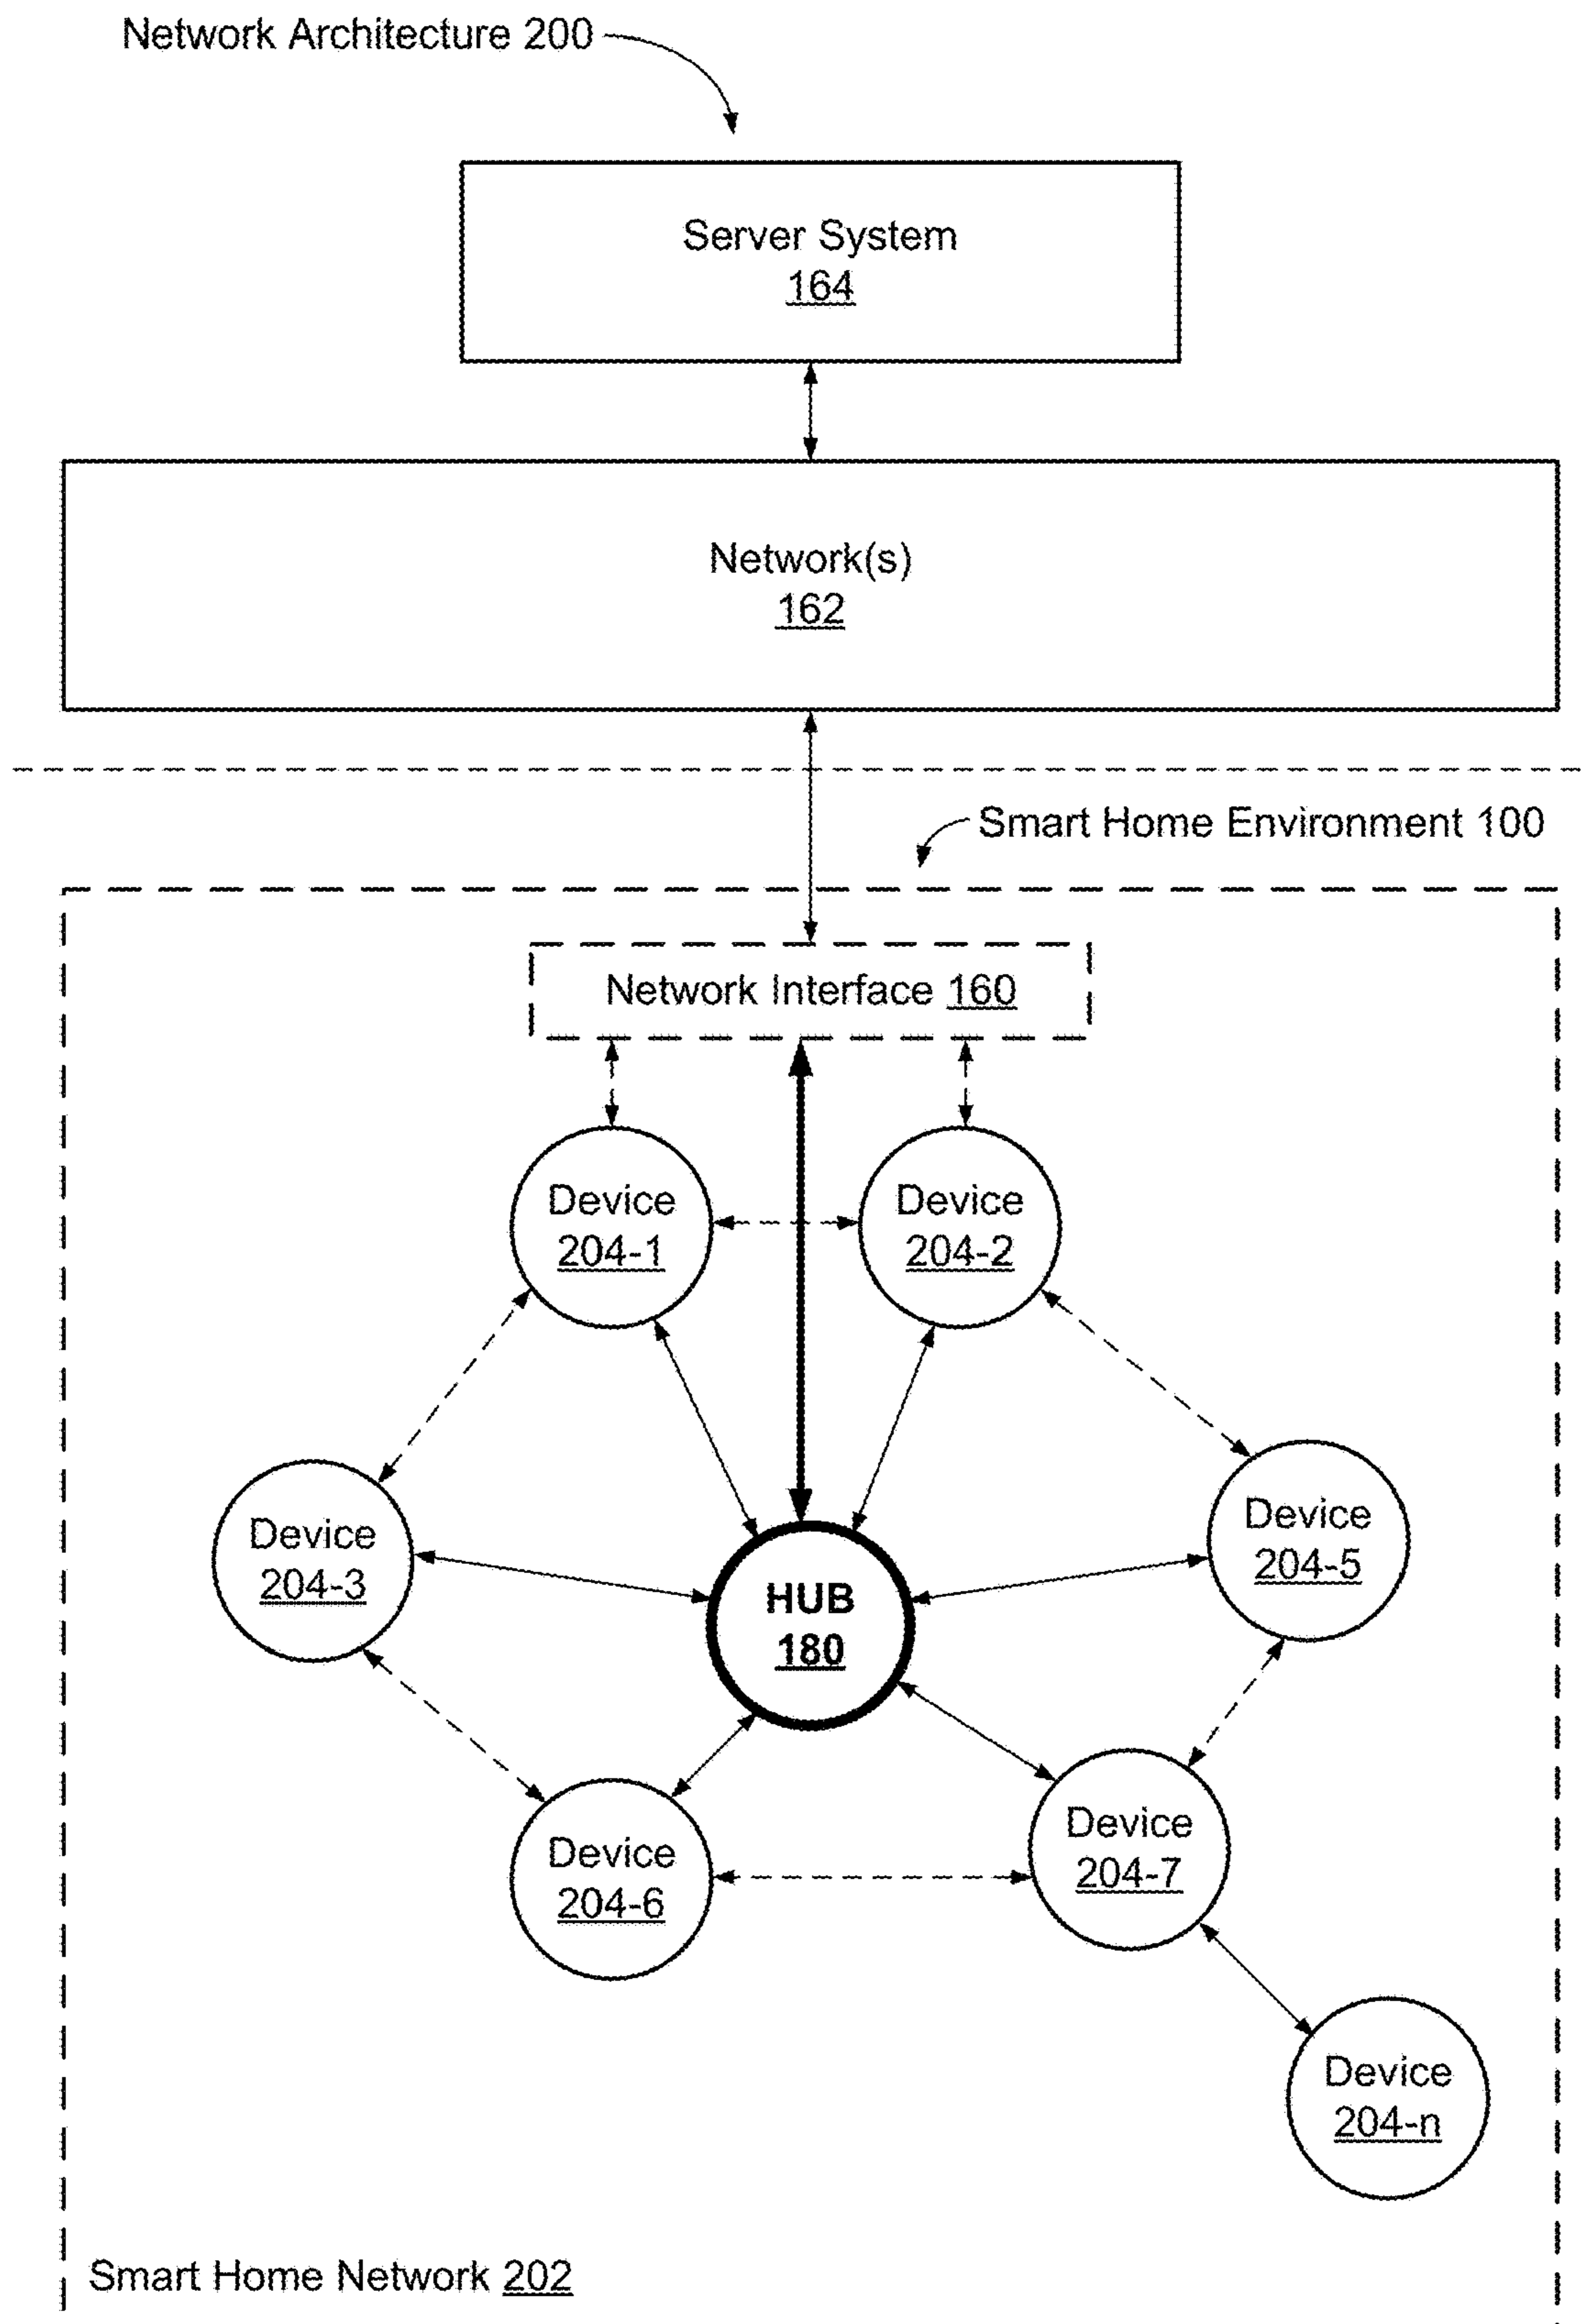 Network Architecture 200
Server System
164
Network(s)
162
Smart Home Environment 100
Network Interface 160
Device
204-1
Device
204-2
Device
204-3
Device
204-5
HUB
180
Device
204-6
Device
204-7
Device
204-n
Smart Home Network 202